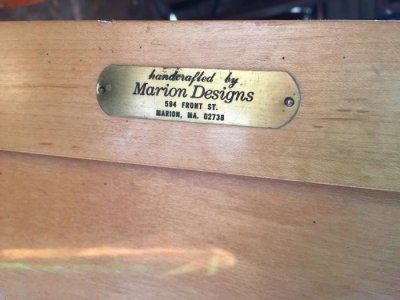 handcrafted by
Marion Designs
594 FRONT ST.
MARION, MA. 02738